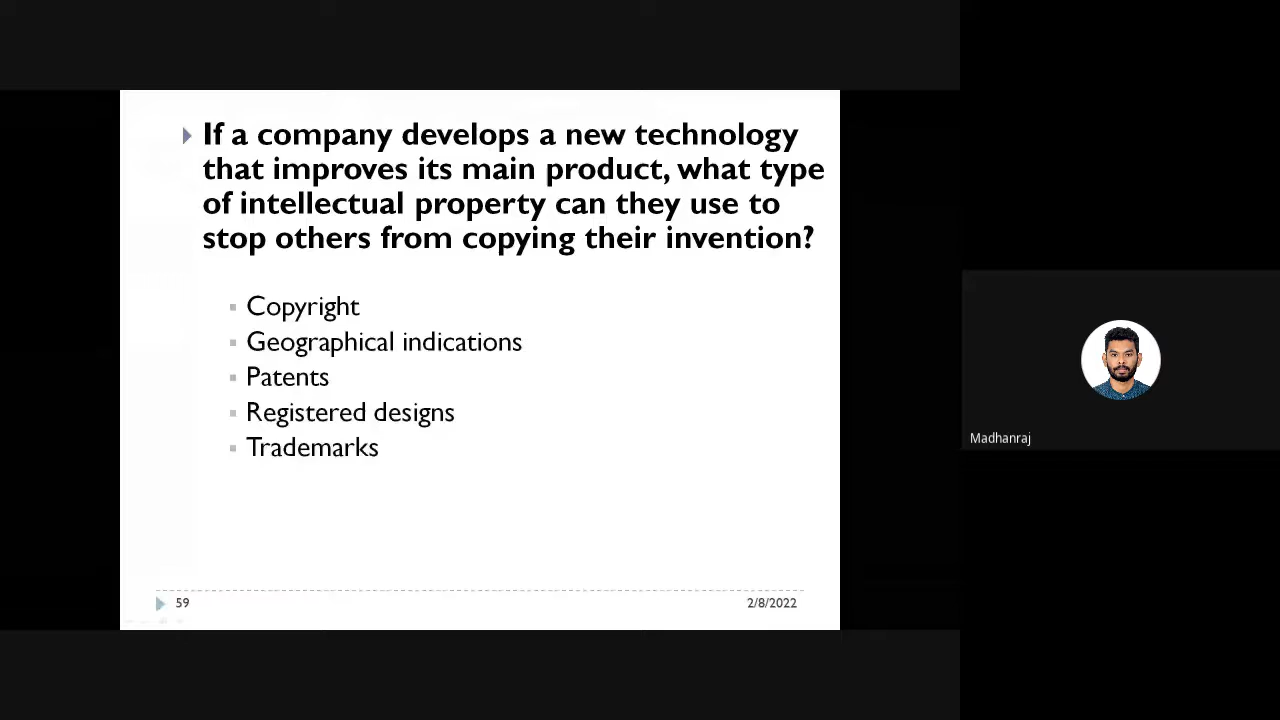 If a company develops a new technology
that improves its main product, what type
of intellectual property can they use to
stop others from copying their invention?
Copyright
Geographical indications
Patents
Registered designs
Trademarks
59
2/8/2022
Madhanraj